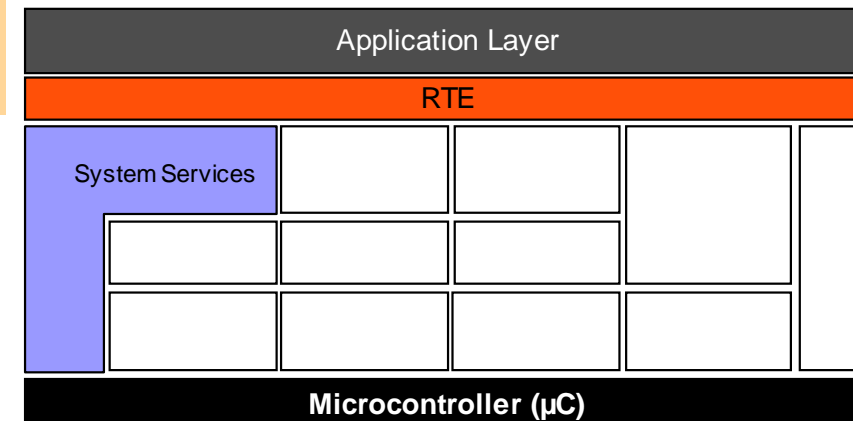 Application Layer
RTE
System Services
Microcontroller (µC)